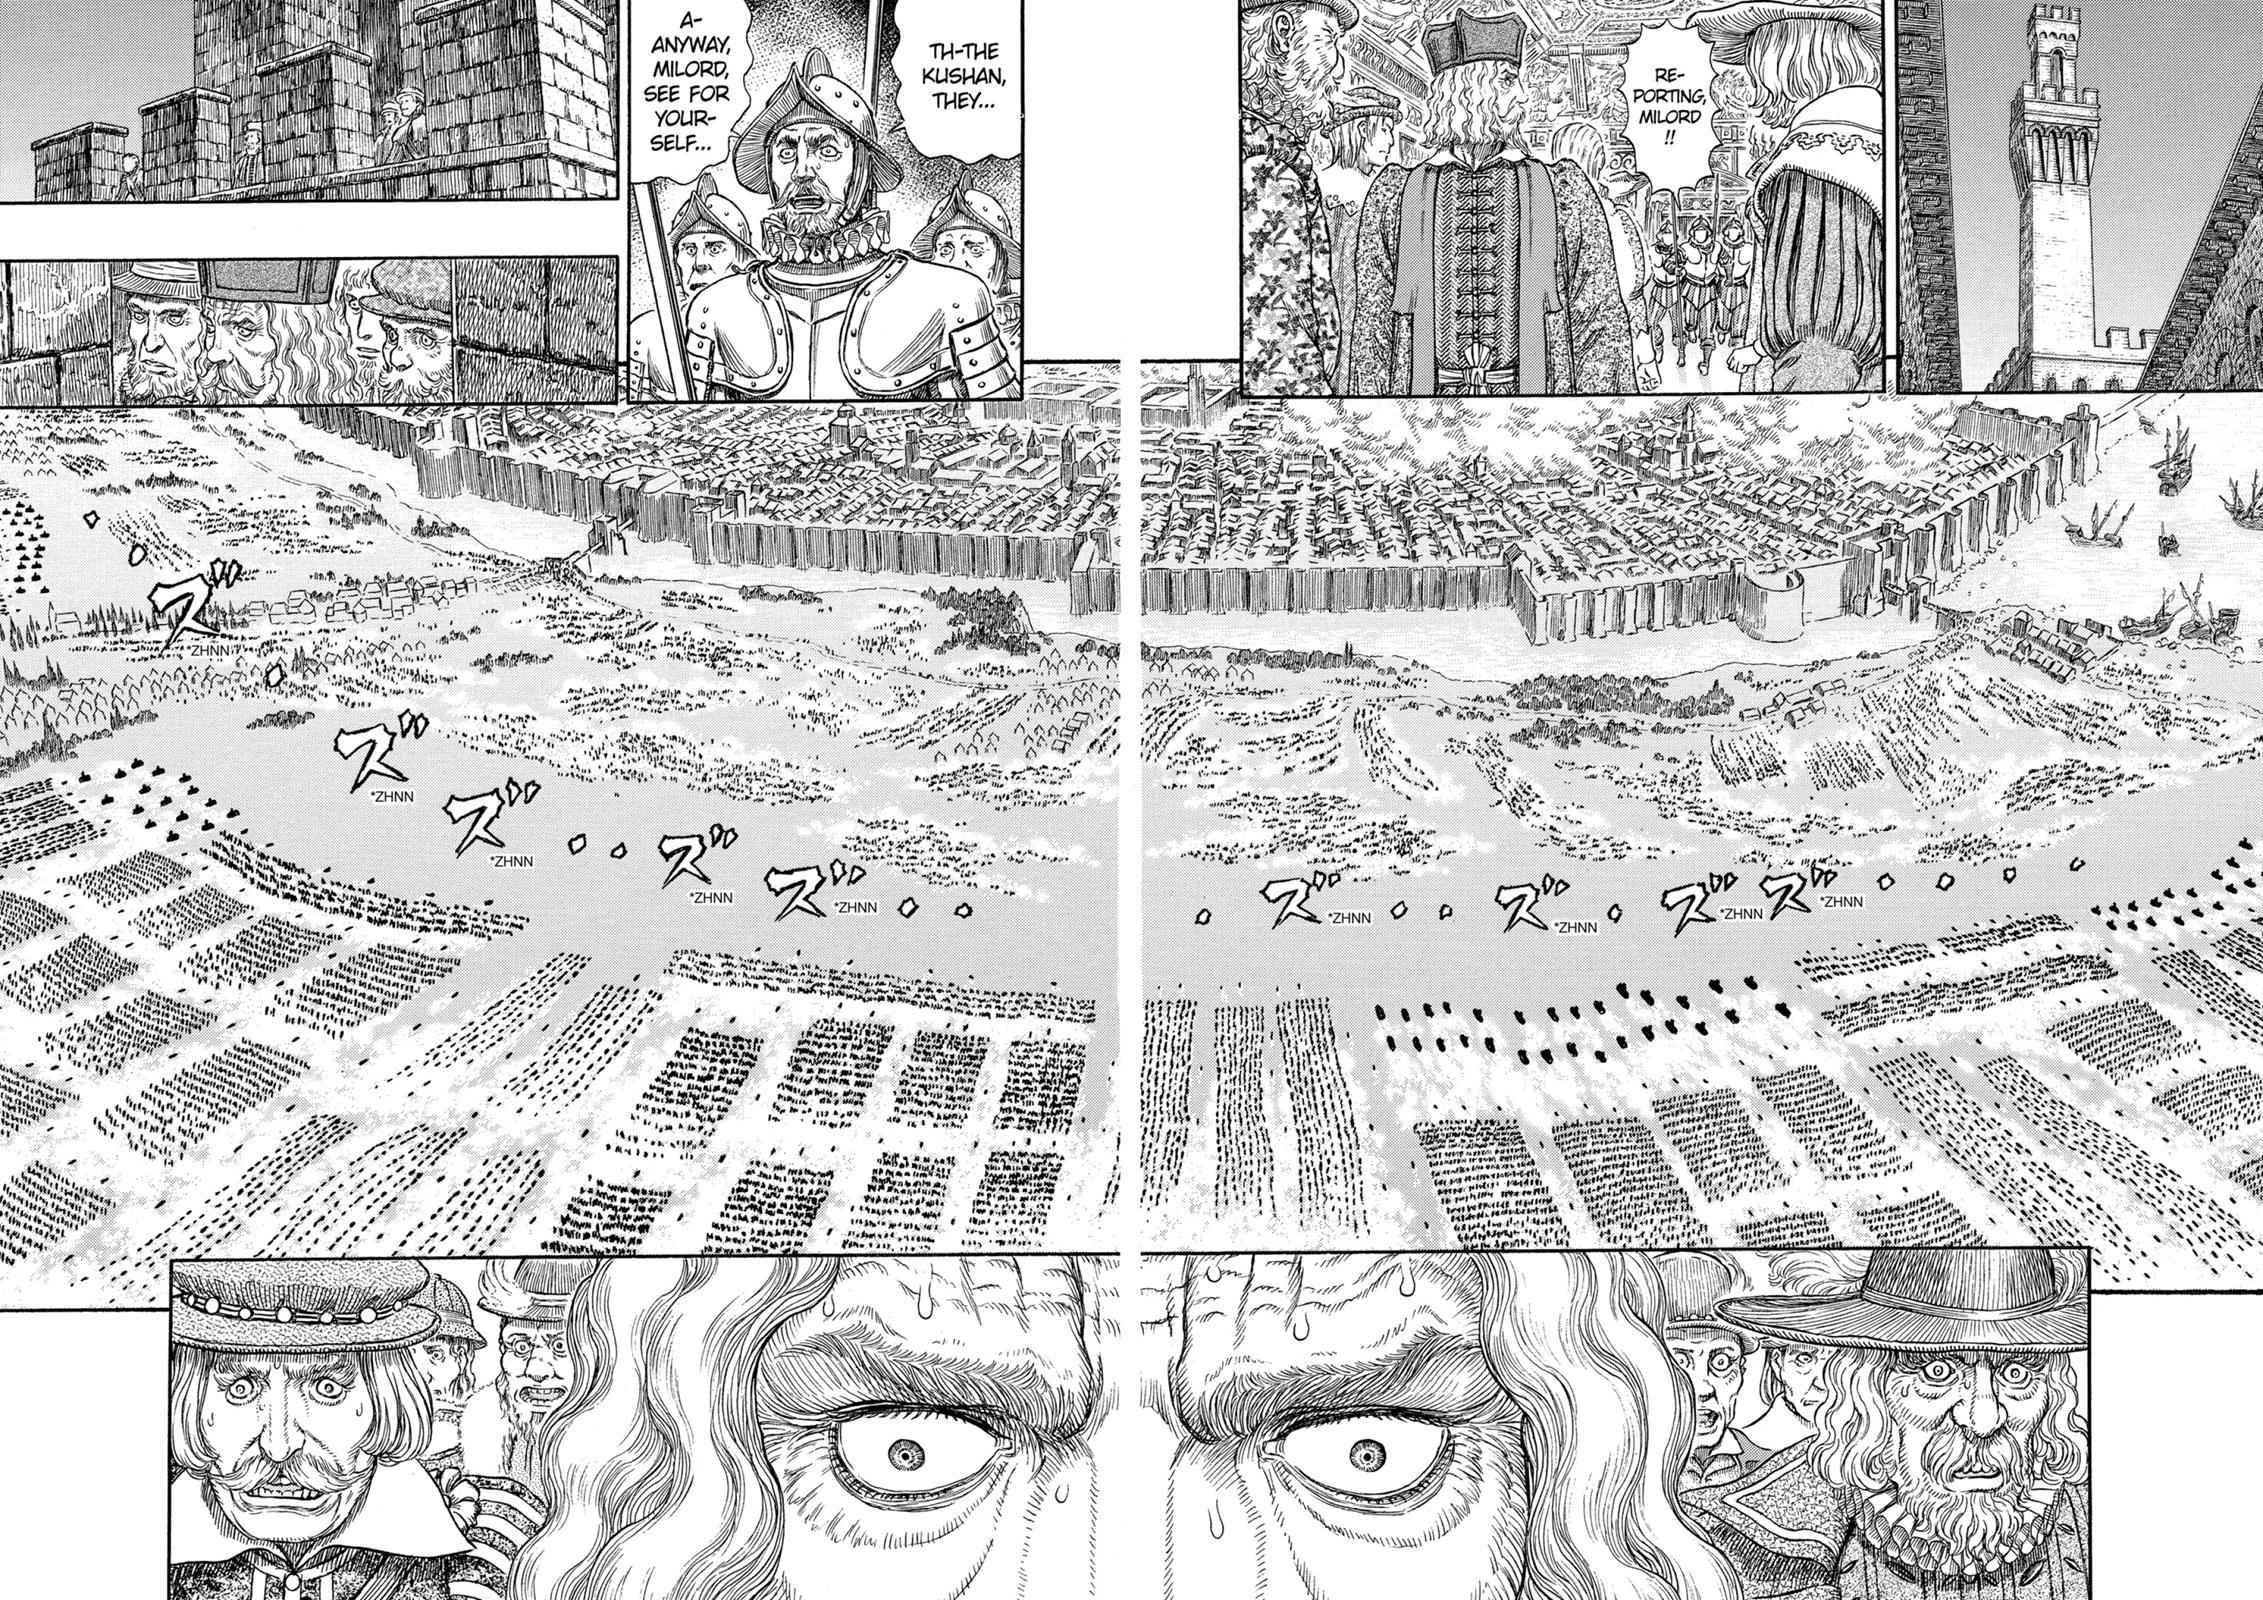 RE-
PORTING,
MILORD
!!
TH-THE
KUSHAN,
THEY...
A-
ANYWAY,
MILORD,
SEE FOR
YOUR-
SELF...
ズ
*ZHNN
ズ
*ZHNN
ズ
*ZHNN
ズ
*ZHNN
ズ
*ZHNN
ズ
*ZHNN
ズ
*ZHNN
ズ
*ZHNN
ズ
*ZHNN